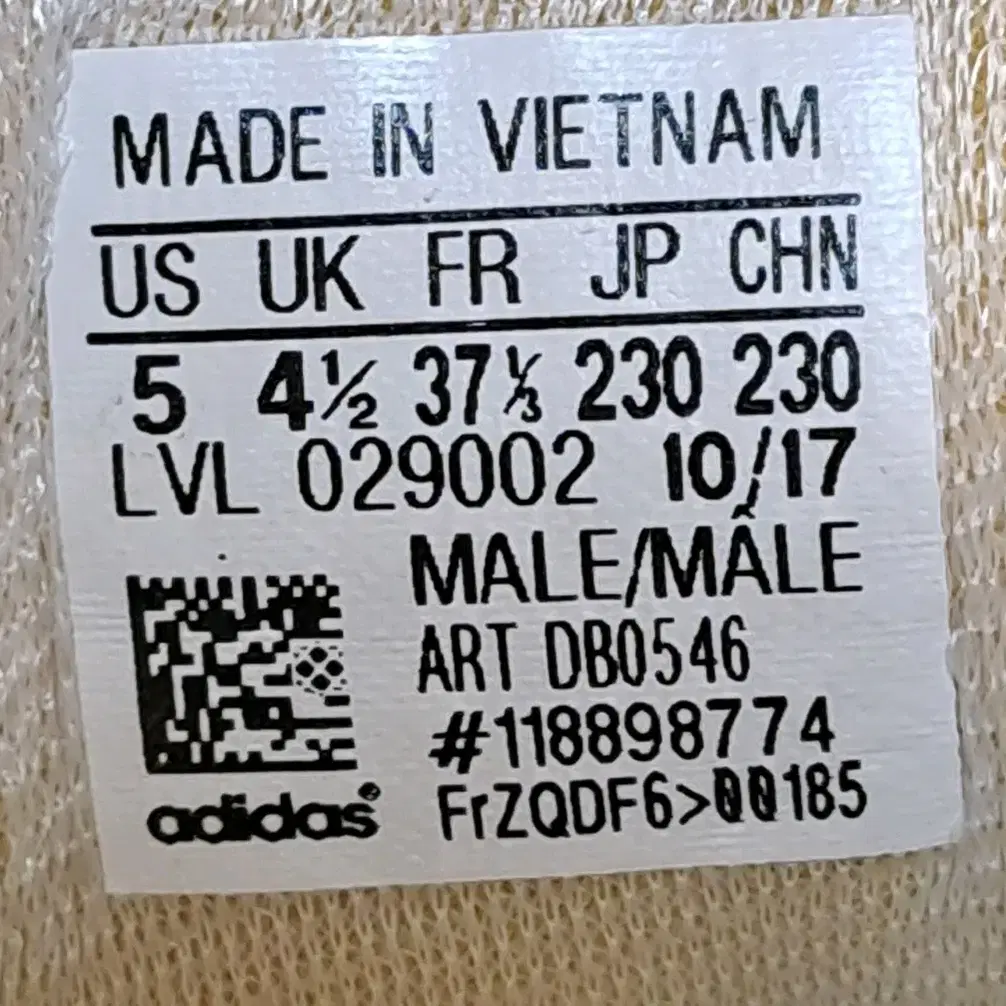 MADE IN VIETNAM
US UK FR JP CHN
5 4½ 37⅓ 230 230
LVL 029002 10/17
MALE/MÂLE
ART DB0546
#118898774
adidas® FrZQDF6>00185